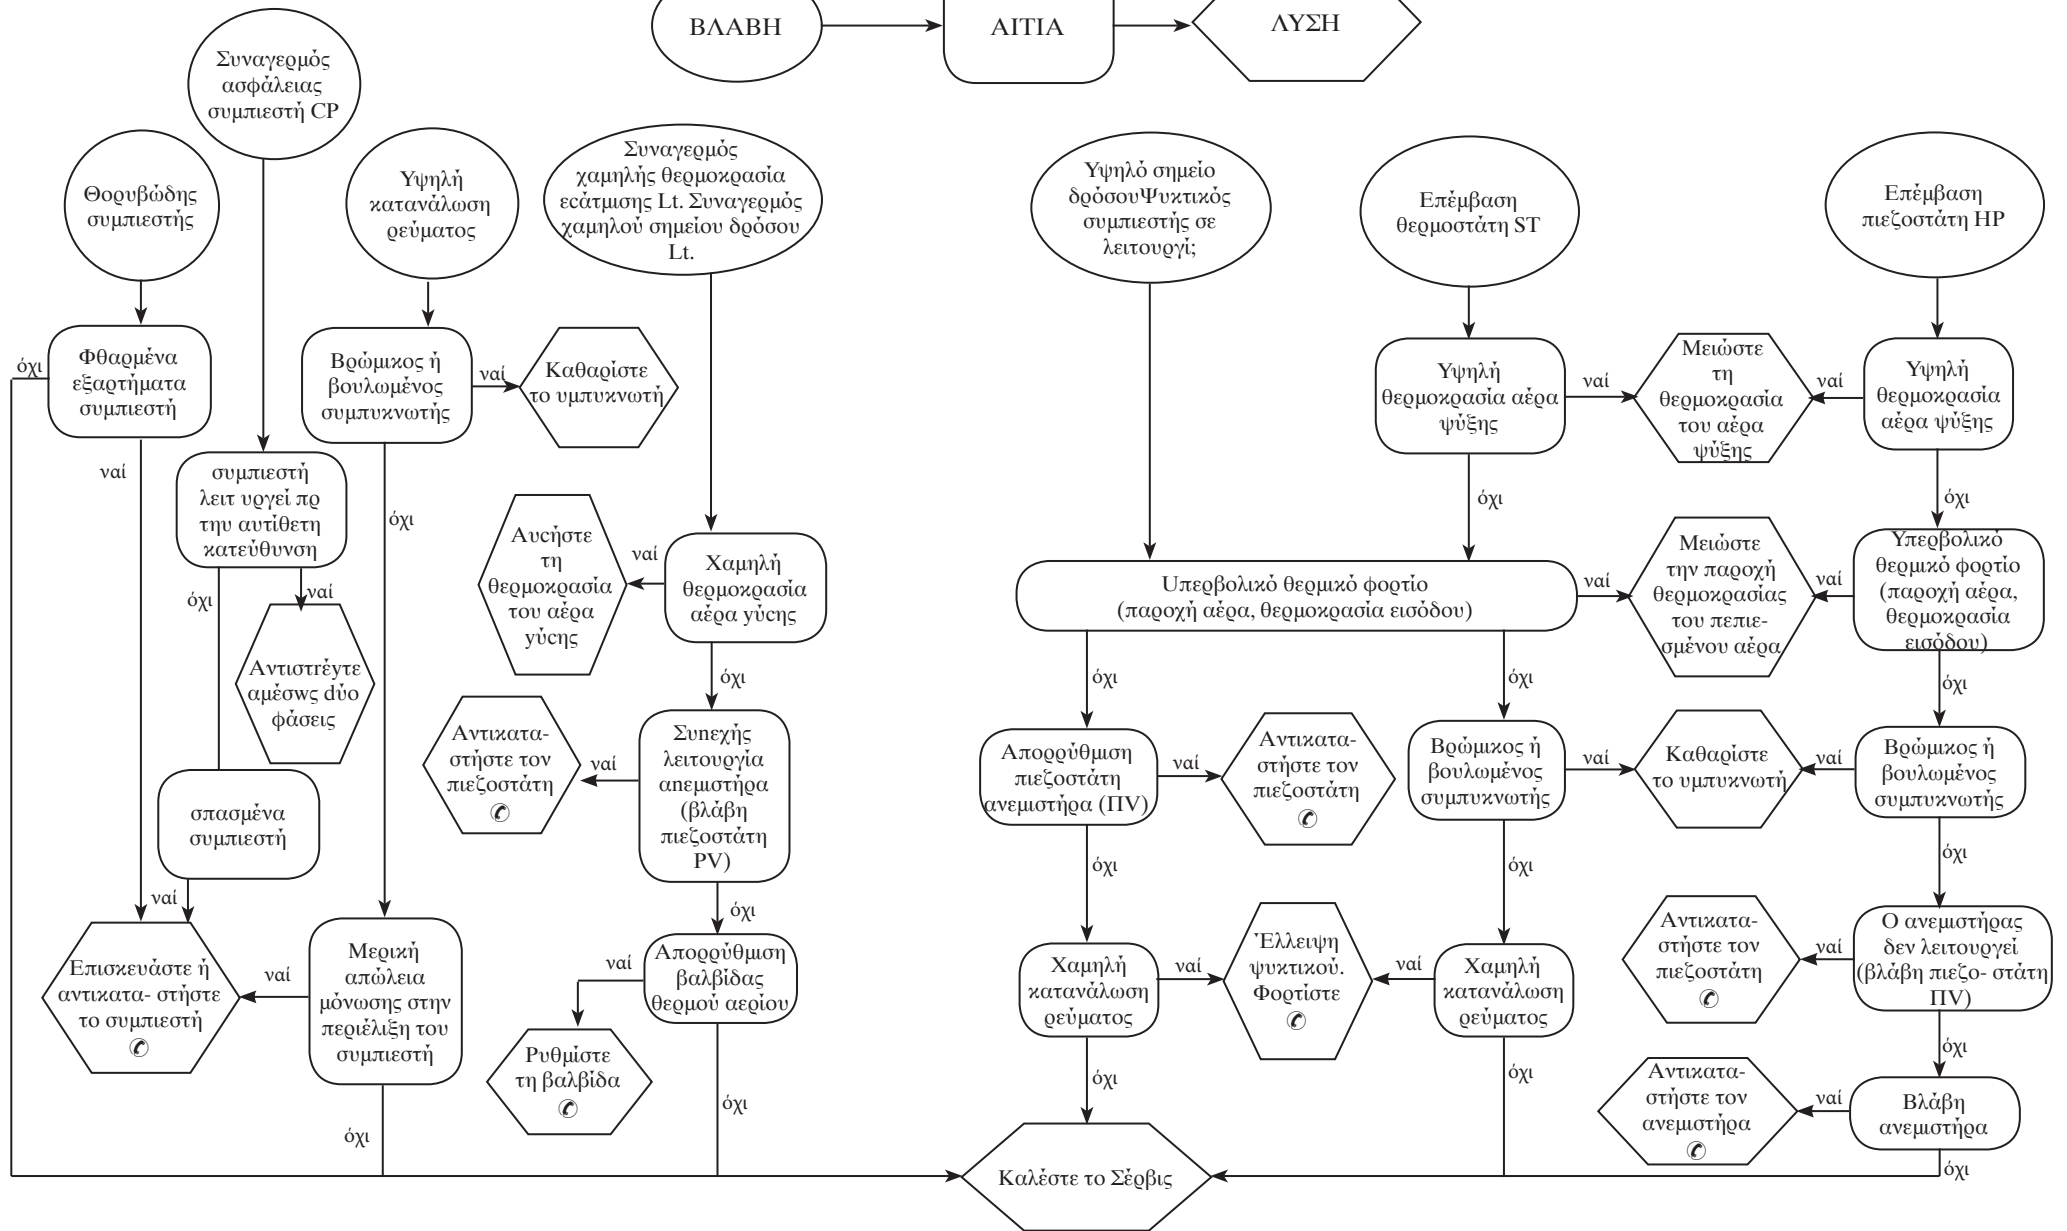 ΒΛΑΒΗ
ΑΙΤΙΑ
ΛΥΣΗ
Συναγερμός
ασφάλειας
συμπιεστή CP
Θορυβώδης
συμπιεστής
Υψηλή
κατανάλωση
ρεύματος
Συναγερμός
χαμηλής θερμοκρασία
εcάτμισης Lt. Συναγερμός
χαμηλού σημείου δρόσου
Lt.
Υψηλό σημείο
δρόσουΨυκτικός
συμπιεστής σε
λειτουργί;
Επέμβαση
θερμοστάτη ST
Επέμβαση
πιεζοστάτη HP
όχι
Φθαρμένα
εξαρτήματα
συμπιεστή
Βρώμικος ή
βουλωμένος
συμπυκνωτής
ναί
Καθαρίστε
το υμπυκνωτή
Υψηλή
θερμοκρασία αέρα
ψύξης
ναί
Μειώστε
τη
θερμοκρασία
του αέρα
ψύξης
ναί
Υψηλή
θερμοκρασία
αέρα ψύξης
ναί
συμπιεστή
λειτ υργεί πρ
την αυτίθετη
κατεύθυνση
όχι
όχι
όχι
Αυcήστε
τη
θερμοκρασία
του αέρα
yύcης
ναί
Χαμηλή
θερμοκρασία
αέρα yύcης
Uπερβολικό θερμικό φορτίο
(παροχή αέρα, θερμοκρασία εισόδου)
ναί
Μειώστε
την παροχή
θερμοκρασίας
του πεπιε-
σμένου αέρα
ναί
Υπερβολικό
θερμικό φορτίο
(παροχή αέρα,
θερμοκρασία
εισόδου)
όχι
ναί
Αντιστrέyτε
αμέσwς dύο
φάσεις
όχι
όχι
όχι
όχι
Αντικατα-
στήστε τον
πιεζοστάτη
✆
ναί
Συnεχής
λειτουργία
αnεμιστήρα
(βλάβη
πιεζοστάτη
PV)
Απορρύθμιση
πιεζοστάτη
ανεμιστήρα (ΠV)
ναί
Αντικατα-
στήστε τον
πιεζοστάτη
✆
Βρώμικος ή
βουλωμένος
συμπυκνωτής
ναί
Καθαρίστε
το υμπυκνωτή
ναί
Βρώμικος ή
βουλωμένος
συμπυκνωτής
σπασμένα
συμπιεστή
όχι
όχι
όχι
ναί
όχι
Επισκευάστε ή
αντικατα- στήστε
το συμπιεστή
✆
ναί
Μερική
απώλεια
μόνωσης στην
περιέλιξη του
συμπιεστή
ναί
Απορρύθμιση
βαλβίδας
θερμού αερίου
Χαμηλή
κατανάλωση
ρεύματος
ναί
Έλλειψη
ψυκτικού.
Φορτίστε
✆
ναί
Χαμηλή
κατανάλωση
ρεύματος
Αντικατα-
στήστε τον
πιεζοστάτη
✆
ναί
Ο ανεμιστήρας
δεν λειτουργεί
(βλάβη πιεζο- στάτη
ΠV)
Ρυθμίστε
τη βαλβίδα
✆
όχι
όχι
όχι
όχι
όχι
Αντικατα-
στήστε τον
ανεμιστήρα
✆
ναί
Βλάβη
ανεμιστήρα
όχι
Καλέστε το Σέρβις
όχι